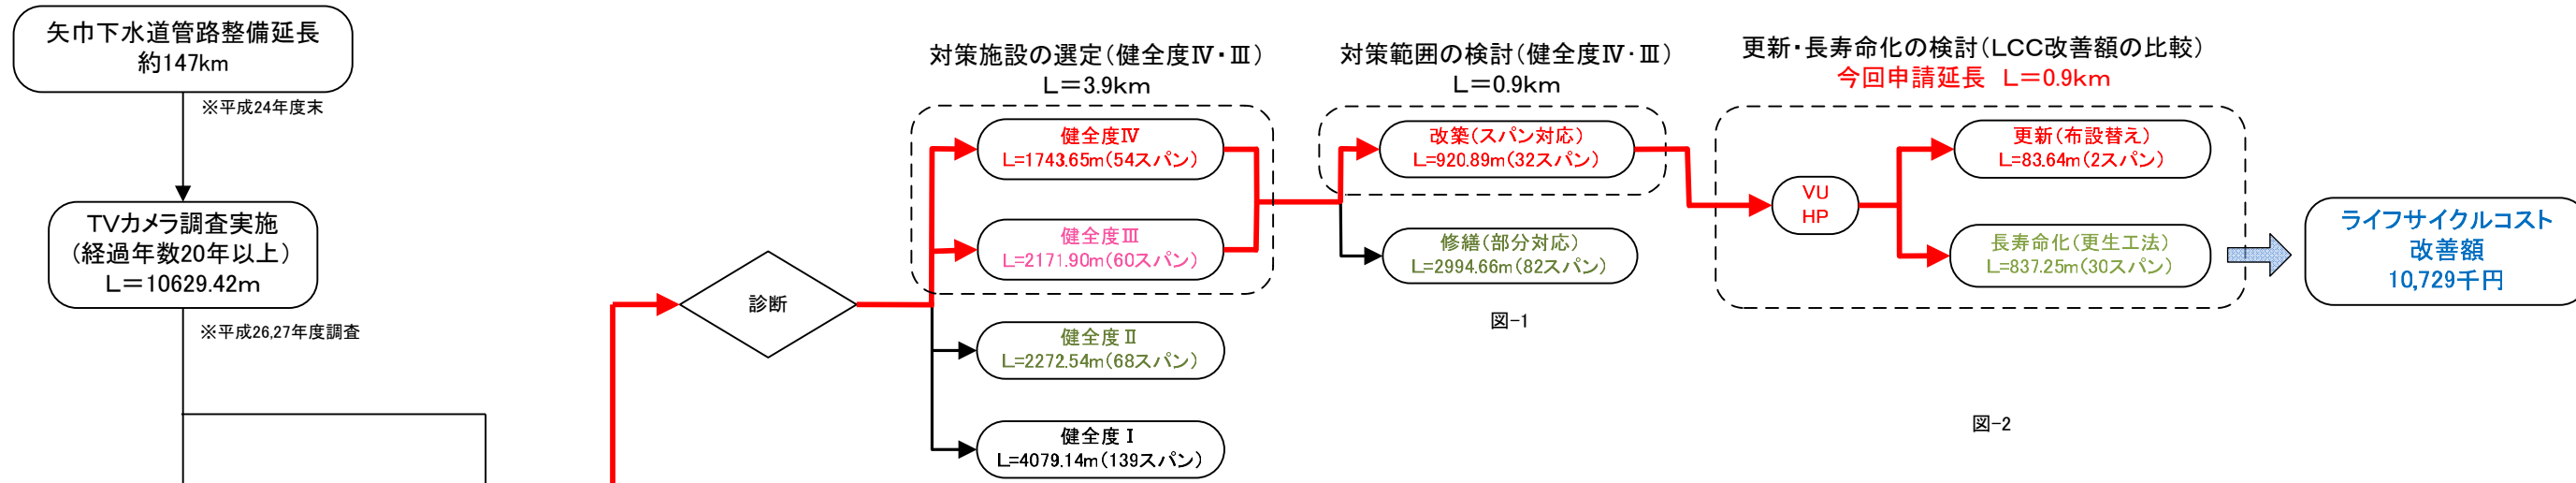 矢巾下水道管路整備延長
約147km
※平成24年度末
TVカメラ調査実施
(経過年数20年以上)
L=10629.42m
※平成26,27年度調査
診断
対策施設の選定(健全度Ⅳ・Ⅲ)
L=3.9km
健全度Ⅳ
L=1743.65m(54スパン)
健全度Ⅲ
L=2171.90m(60スパン)
健全度Ⅱ
L=2272.54m(68スパン)
健全度Ⅰ
L=4079.14m(139スパン)
対策範囲の検討(健全度Ⅳ・Ⅲ)
L=0.9km
改築(スパン対応)
L=920.89m(32スパン)
修繕(部分対応)
L=2994.66m(82スパン)
図-1
更新・長寿命化の検討(LCC改善額の比較)
今回申請延長 L=0.9km
VU
HP
更新(布設替え)
L=83.64m(2スパン)
長寿命化(更生工法)
L=837.25m(30スパン)
図-2
ライフサイクルコスト
改善額
10,729千円